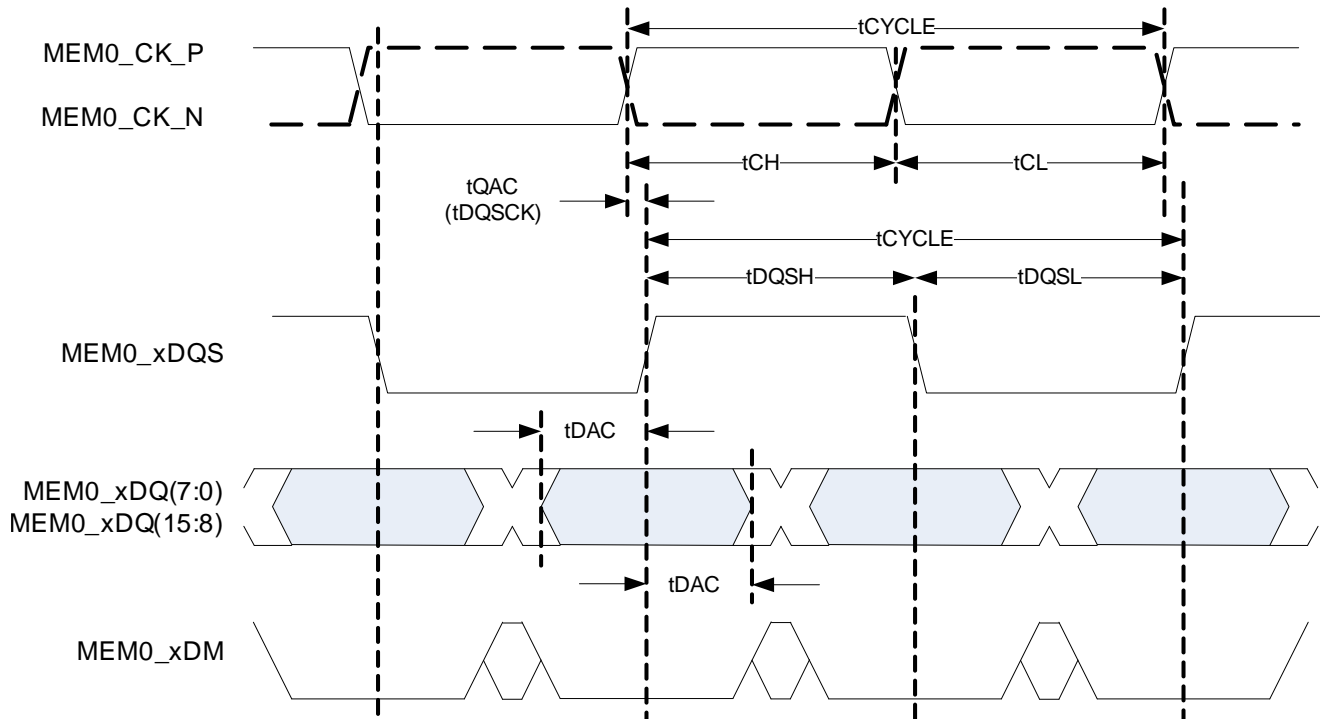 tCYCLE
MEM0_CK_P
MEM0_CK_N
tCH
tCL
tQAC
(tDQSCK)
tCYCLE
tDQSH
tDQSL
MEM0_xDQS
tDAC
MEM0_xDQ(7:0)
MEM0_xDQ(15:8)
tDAC
MEM0_xDM